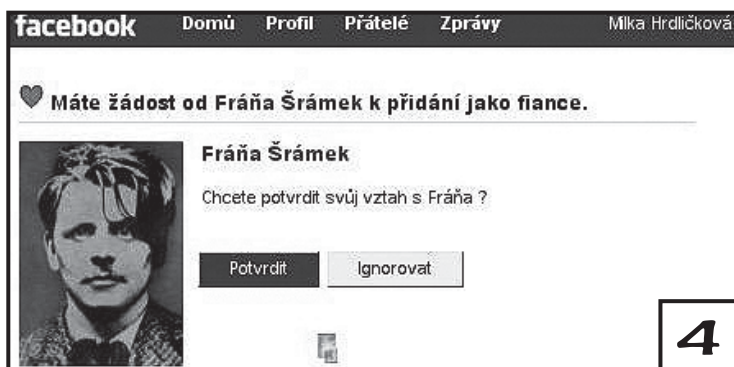 facebook Domů Profil Přátelé Zprávy Milka Hrdličková
Máte žádost od Fráňa Šrámek k přidání jako fiance.
Fráňa Šrámek
Chcete potvrdit svůj vztah s Fráňa ?
Potvrdit Ignorovat
4